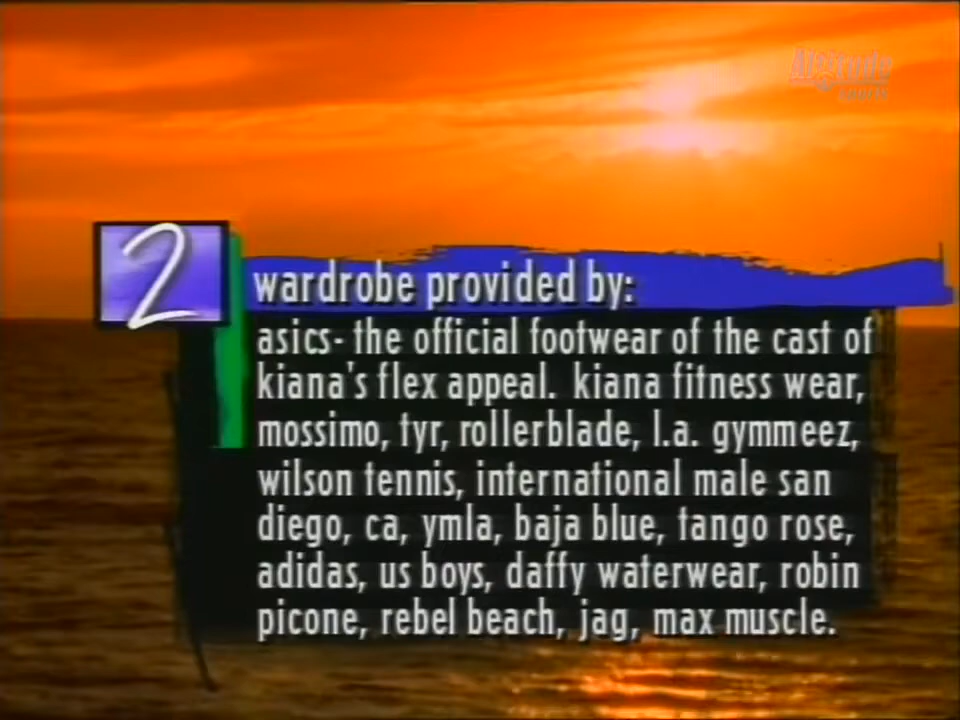 Altitude
sports
2
wardrobe provided by:
asics- the official footwear of the cast of
kiana's flex appeal. kiana fitness wear,
mossimo, tyr, rollerblade, l.a. gymmeez,
wilson tennis, international male san
diego, ca, ymla, baja blue, tango rose,
adidas, us boys, daffy waterwear, robin
picone, rebel beach, jag, max muscle.